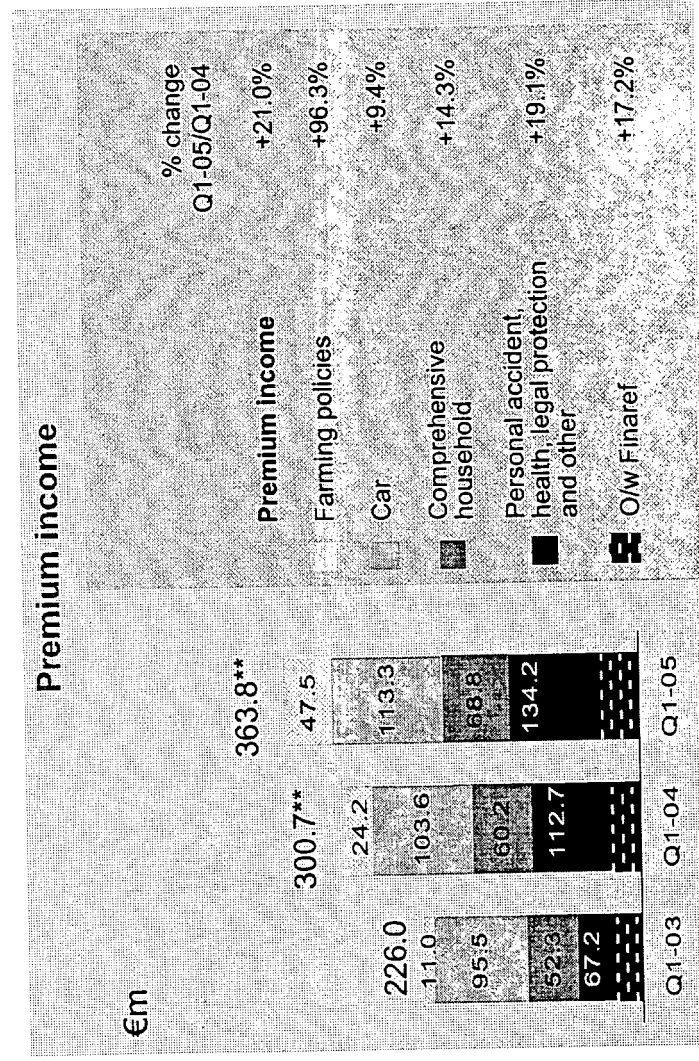 Premium income
€m
226.0
11.0
95.5
52.3
67.2
Q1-03
300.7**
24.2
103.6
60.2
112.7
Q1-04
363.8**
47.5
113.3
68.8
134.2
Q1-05
% change
Q1-05/Q1-04
Premium income +21.0%
Farming policies +96.3%
Car +9.4%
Comprehensive
household +14.3%
Personal accident,
health, legal protection
and other +19.1%
O/w Finaref +17.2%